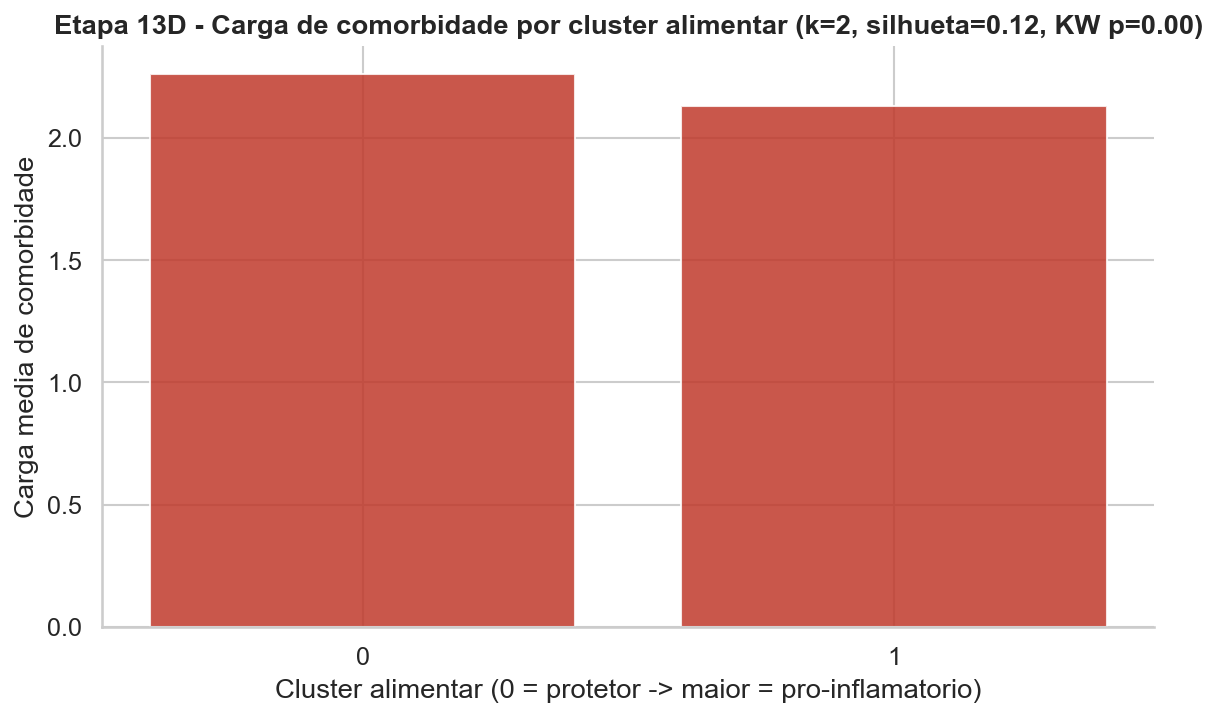 Etapa 13D - Carga de comorbidade por cluster alimentar (k=2, silhueta=0.12, KW p=0.00)
Carga media de comorbidade
2.0
1.5
1.0
0.5
0.0
0
1
Cluster alimentar (0 = protetor -> maior = pro-inflamatorio)